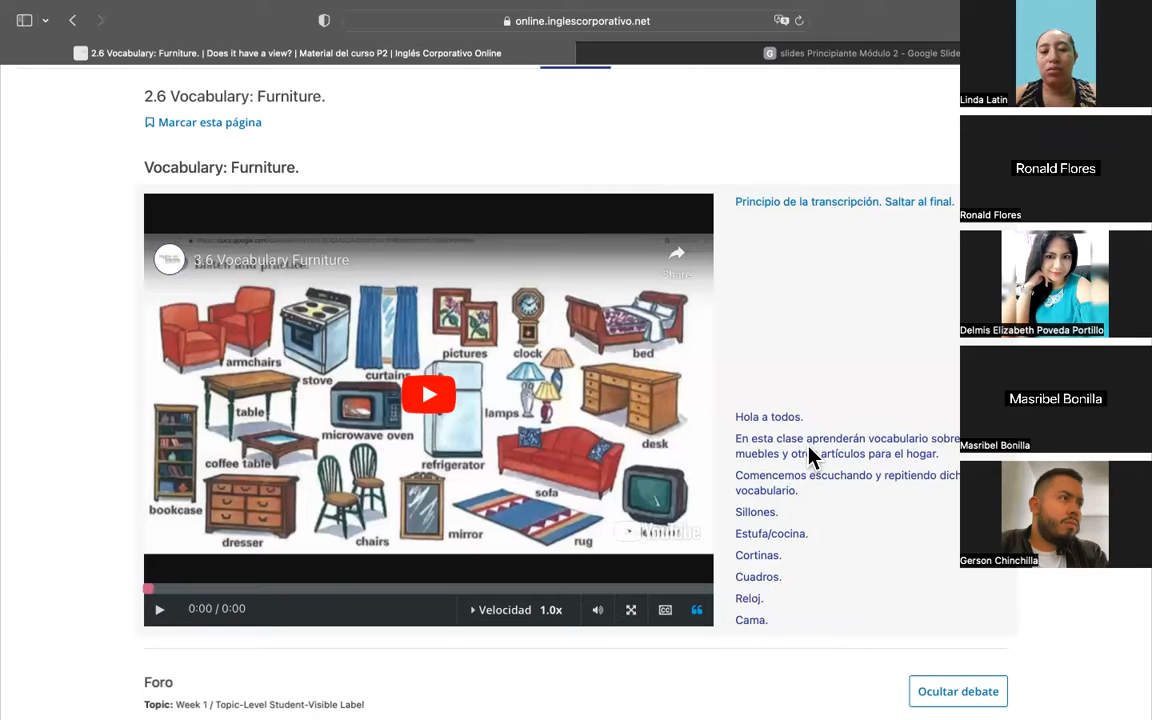 online.inglescorporativo.net
2.6 Vocabulary: Furniture. | Does it have a view? | Material del curso P2 | Inglés Corporativo Online
G slides Principiante Módulo 2 - Google Slide
2.6 Vocabulary: Furniture.
Marcar esta página
Vocabulary: Furniture.
3.6 Vocabulary Furniture
Share
armchairs
stove
curtains
pictures
clock
bed
table
microwave oven
refrigerator
lamps
desk
coffee table
sofa
bookcase
dresser
chairs
mirror
rug
YouTube
0:00 / 0:00
Velocidad 1.0x
CC
Principio de la transcripción. Saltar al final.
Hola a todos.
En esta clase aprenderán vocabulario sobre
muebles y otros artículos para el hogar.
Comencemos escuchando y repitiendo dich
vocabulario.
Sillones.
Estufa/cocina.
Cortinas.
Cuadros.
Reloj.
Cama.
Foro
Topic: Week 1 / Topic-Level Student-Visible Label
Ocultar debate
Linda Latin
Ronald Flores
Ronald Flores
Delmis Elizabeth Poveda Portillo
Masribel Bonilla
Masribel Bonilla
Gerson Chinchilla